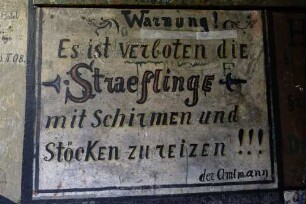 Warnung!
Es ist verboten die
Straeflinge
mit Schirmen und
Stöcken zu reizen!!!
der Amtmann